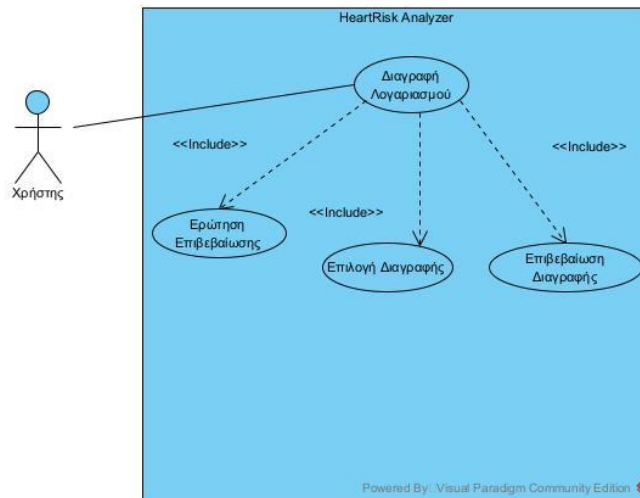 HeartRisk Analyzer
Διαγραφή
Λογαριασμού
Χρήστης
<<Include>>
<<Include>>
<<Include>>
Ερώτηση
Επιβεβαίωσης
Επιλογή Διαγραφής
Επιβεβαίωση
Διαγραφής
Powered By Visual Paradigm Community Edition